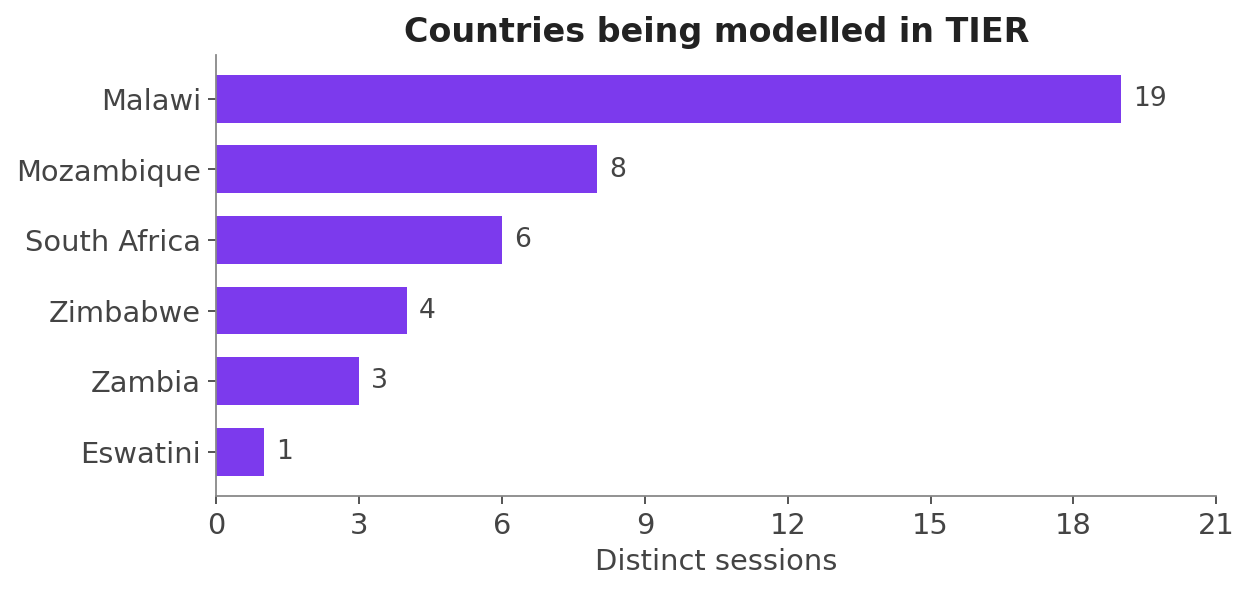 Countries being modelled in TIER
Malawi 19
Mozambique 8
South Africa 6
Zimbabwe 4
Zambia 3
Eswatini 1
0 3 6 9 12 15 18 21
Distinct sessions